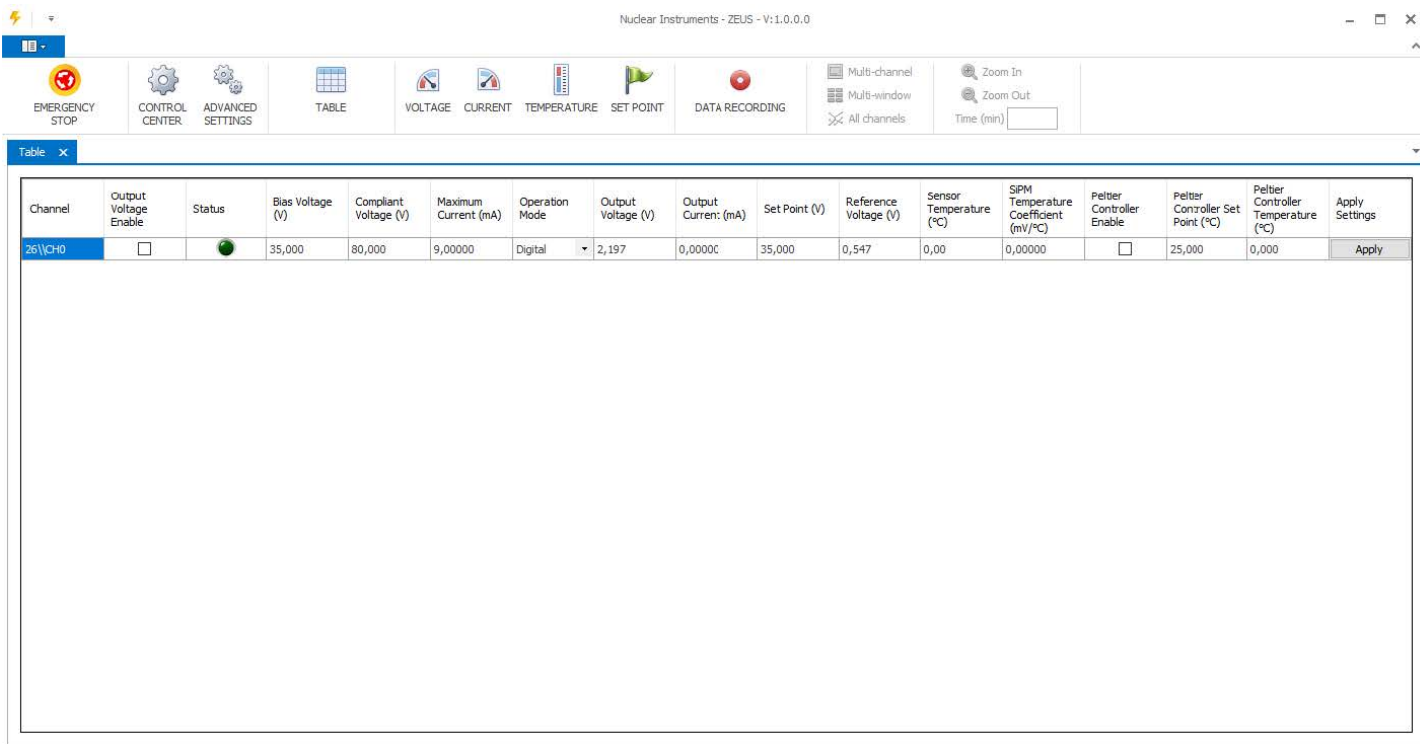 Nuclear Instruments - ZEUS - V:1.0.0.0
EMERGENCY
STOP
CONTROL
CENTER
ADVANCED
SETTINGS
TABLE
VOLTAGE
CURRENT
TEMPERATURE
SET POINT
DATA RECORDING
Multi-channel
Multi-window
All channels
Zoom In
Zoom Out
Time (min)
Table
Channel
Output
Voltage
Enable
Status
Bias Voltage
(V)
Compliant
Voltage (V)
Maximum
Current (mA)
Operation
Mode
Output
Voltage (V)
Output
Current (mA)
Set Point (V)
Reference
Voltage (V)
Sensor
Temperature
(°C)
SiPM
Temperature
Coefficient
(mV/°C)
Peltier
Controller
Enable
Peltier
Controller Set
Point (°C)
Peltier
Controller
Temperature
(°C)
Apply
Settings
26\\CH0
35,000
80,000
9,00000
Digital
2,197
0,00000
35,000
0,547
0,00
0,00000
25,000
0,000
Apply